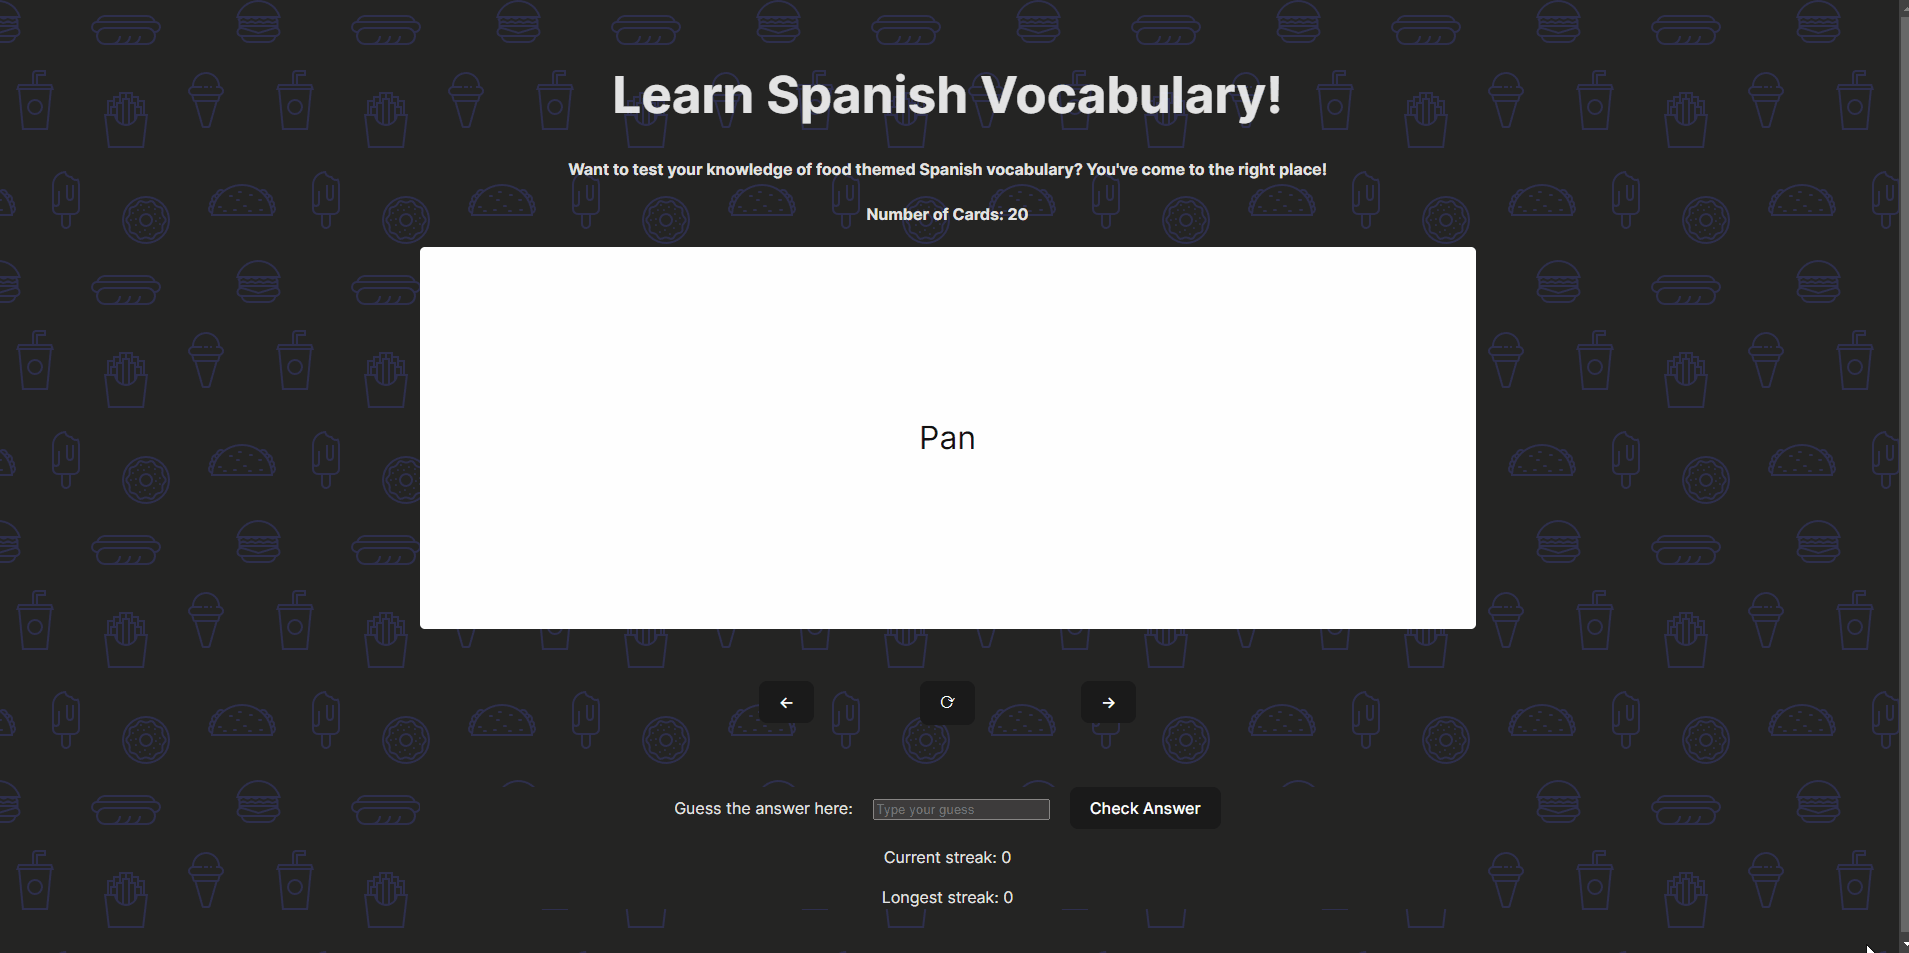 Learn Spanish Vocabulary!
Want to test your knowledge of food themed Spanish vocabulary? You've come to the right place!
Number of Cards: 20
Pan
← ⟳ →
Guess the answer here: Type your guess Check Answer
Current streak: 0
Longest streak: 0